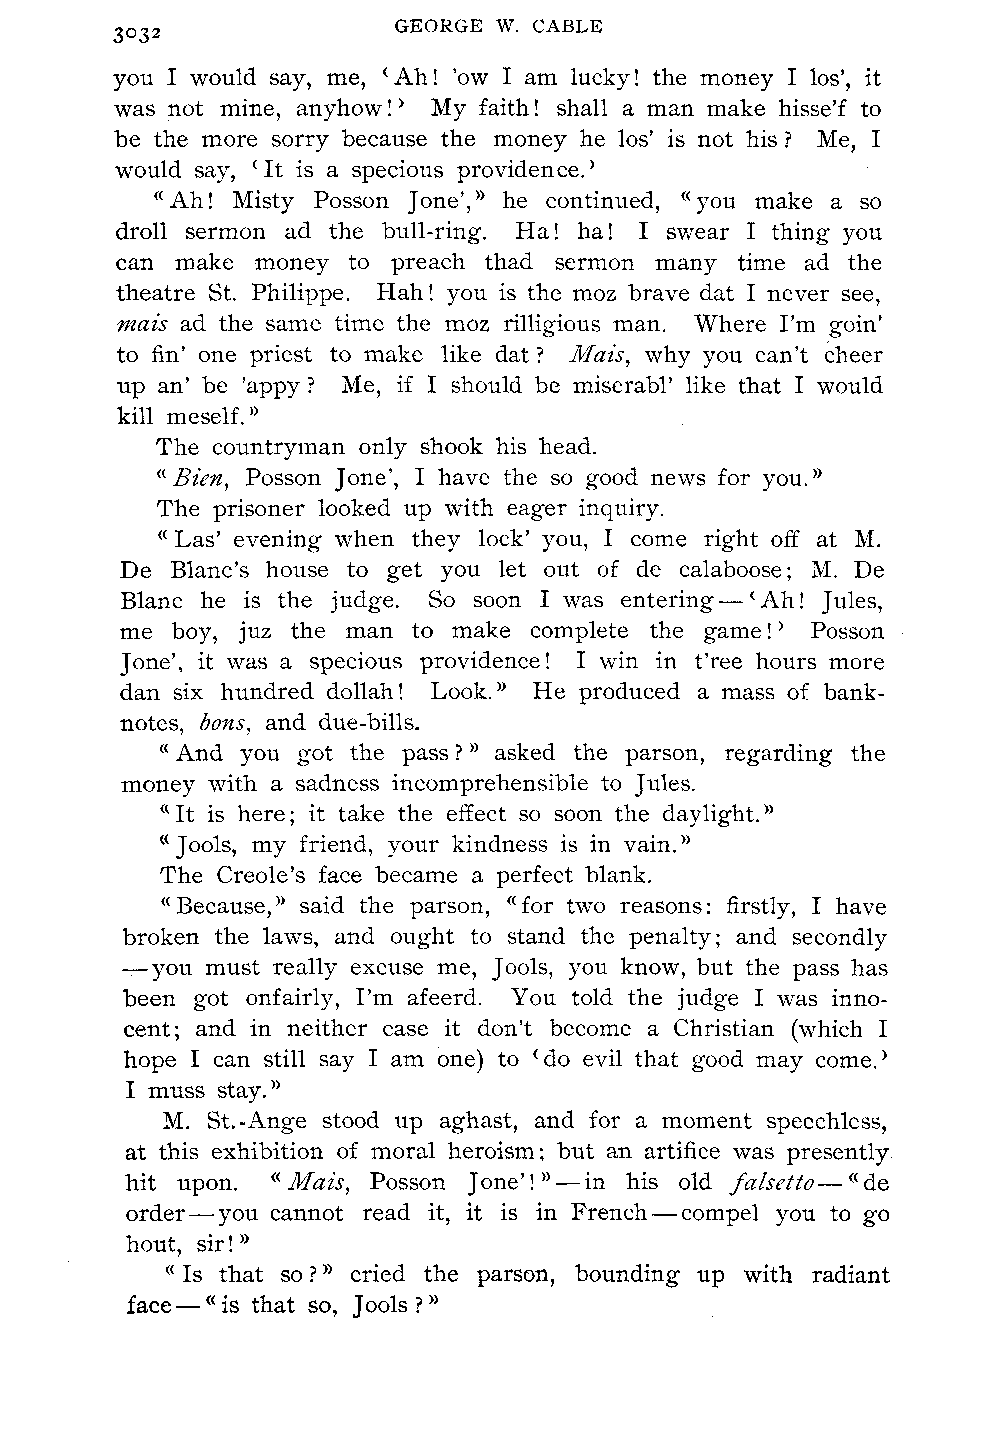 3032
GEORGE W. CABLE
you I would say, me, ‘Ah! ’ow I am lucky! the money I los’, it
was not mine, anyhow!’ My faith! shall a man make hisse’f to
be the more sorry because the money he los’ is not his? Me, I
would say, ‘It is a specious providence.’
“Ah! Misty Posson Jone’,” he continued, “you make a so
droll sermon ad the bull-ring. Ha! ha! I swear I thing you
can make money to preach thad sermon many time ad the
theatre St. Philippe. Hah! you is the moz brave dat I never see,
mais ad the same time the moz rilligious man. Where I’m goin’
to fin’ one priest to make like dat? Mais, why you can’t cheer
up an’ be ’appy? Me, if I should be miserabl’ like that I would
kill meself.”
The countryman only shook his head.
“Bien, Posson Jone’, I have the so good news for you.”
The prisoner looked up with eager inquiry.
“Las’ evening when they lock’ you, I come right off at M.
De Blanc’s house to get you let out of de calaboose; M. De
Blanc he is the judge. So soon I was entering—‘Ah! Jules,
me boy, juz the man to make complete the game!’ Posson
Jone’, it was a specious providence! I win in t’ree hours more
dan six hundred dollah! Look.” He produced a mass of bank-
notes, bons, and due-bills.
“And you got the pass?” asked the parson, regarding the
money with a sadness incomprehensible to Jules.
“It is here; it take the effect so soon the daylight.”
“Jools, my friend, your kindness is in vain.”
The Creole’s face became a perfect blank.
“Because,” said the parson, “for two reasons: firstly, I have
broken the laws, and ought to stand the penalty; and secondly
—you must really excuse me, Jools, you know, but the pass has
been got onfairly, I’m afeerd. You told the judge I was inno-
cent; and in neither case it don’t become a Christian (which I
hope I can still say I am one) to ‘do evil that good may come.’
I muss stay.”
M. St.-Ange stood up aghast, and for a moment speechless,
at this exhibition of moral heroism; but an artifice was presently
hit upon. “Mais, Posson Jone’!”—in his old falsetto—“de
order—you cannot read it, it is in French—compel you to go
hout, sir!”
“Is that so?” cried the parson, bounding up with radiant
face—“is that so, Jools?”